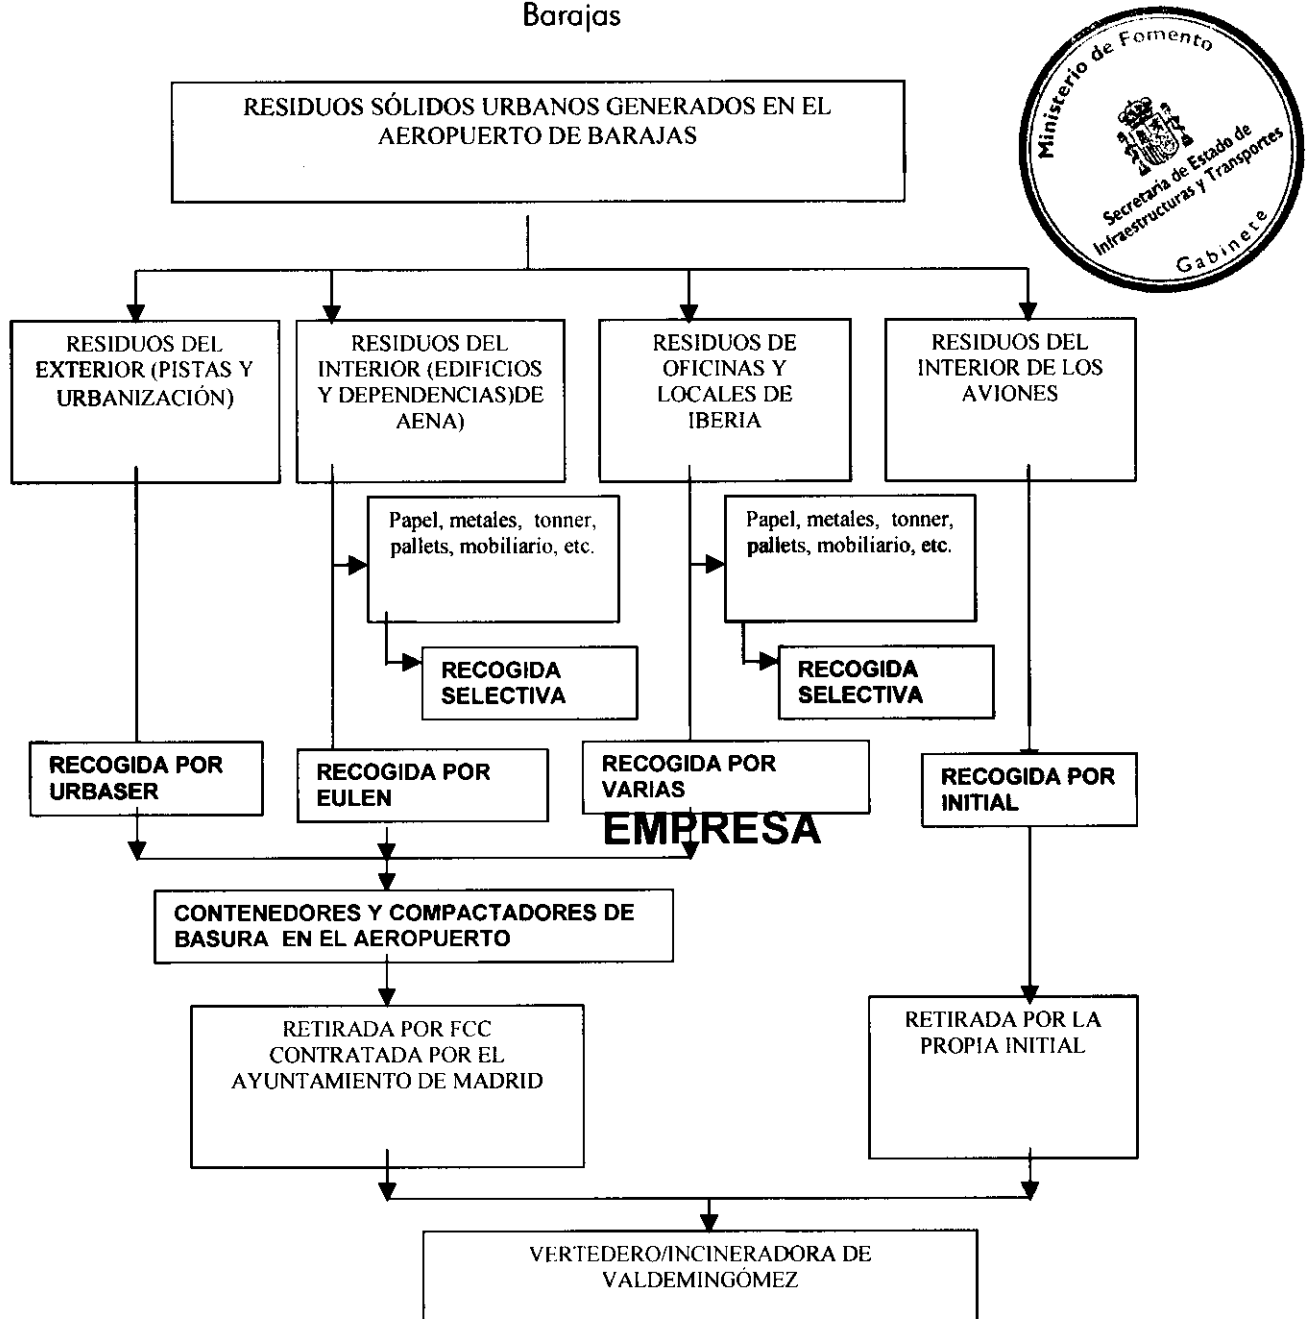 Barajas
Ministerio de Fomento
Secretaría de Estado de
Infraestructuras y Transportes
Gabinete
RESIDUOS SÓLIDOS URBANOS GENERADOS EN EL
AEROPUERTO DE BARAJAS
RESIDUOS DEL
EXTERIOR (PISTAS Y
URBANIZACIÓN)
RESIDUOS DEL
INTERIOR (EDIFICIOS
Y DEPENDENCIAS)DE
AENA)
RESIDUOS DE
OFICINAS Y
LOCALES DE
IBERIA
RESIDUOS DEL
INTERIOR DE LOS
AVIONES
Papel, metales, tonner,
pallets, mobiliario, etc.
Papel, metales, tonner,
pallets, mobiliario, etc.
RECOGIDA
SELECTIVA
RECOGIDA
SELECTIVA
RECOGIDA POR
URBASER
RECOGIDA POR
EULEN
RECOGIDA POR
VARIAS
EMPRESA
RECOGIDA POR
INITIAL
CONTENEDORES Y COMPACTADORES DE
BASURA EN EL AEROPUERTO
RETIRADA POR FCC
CONTRATADA POR EL
AYUNTAMIENTO DE MADRID
RETIRADA POR LA
PROPIA INITIAL
VERTEDERO/INCINERADORA DE
VALDEMINGÓMEZ